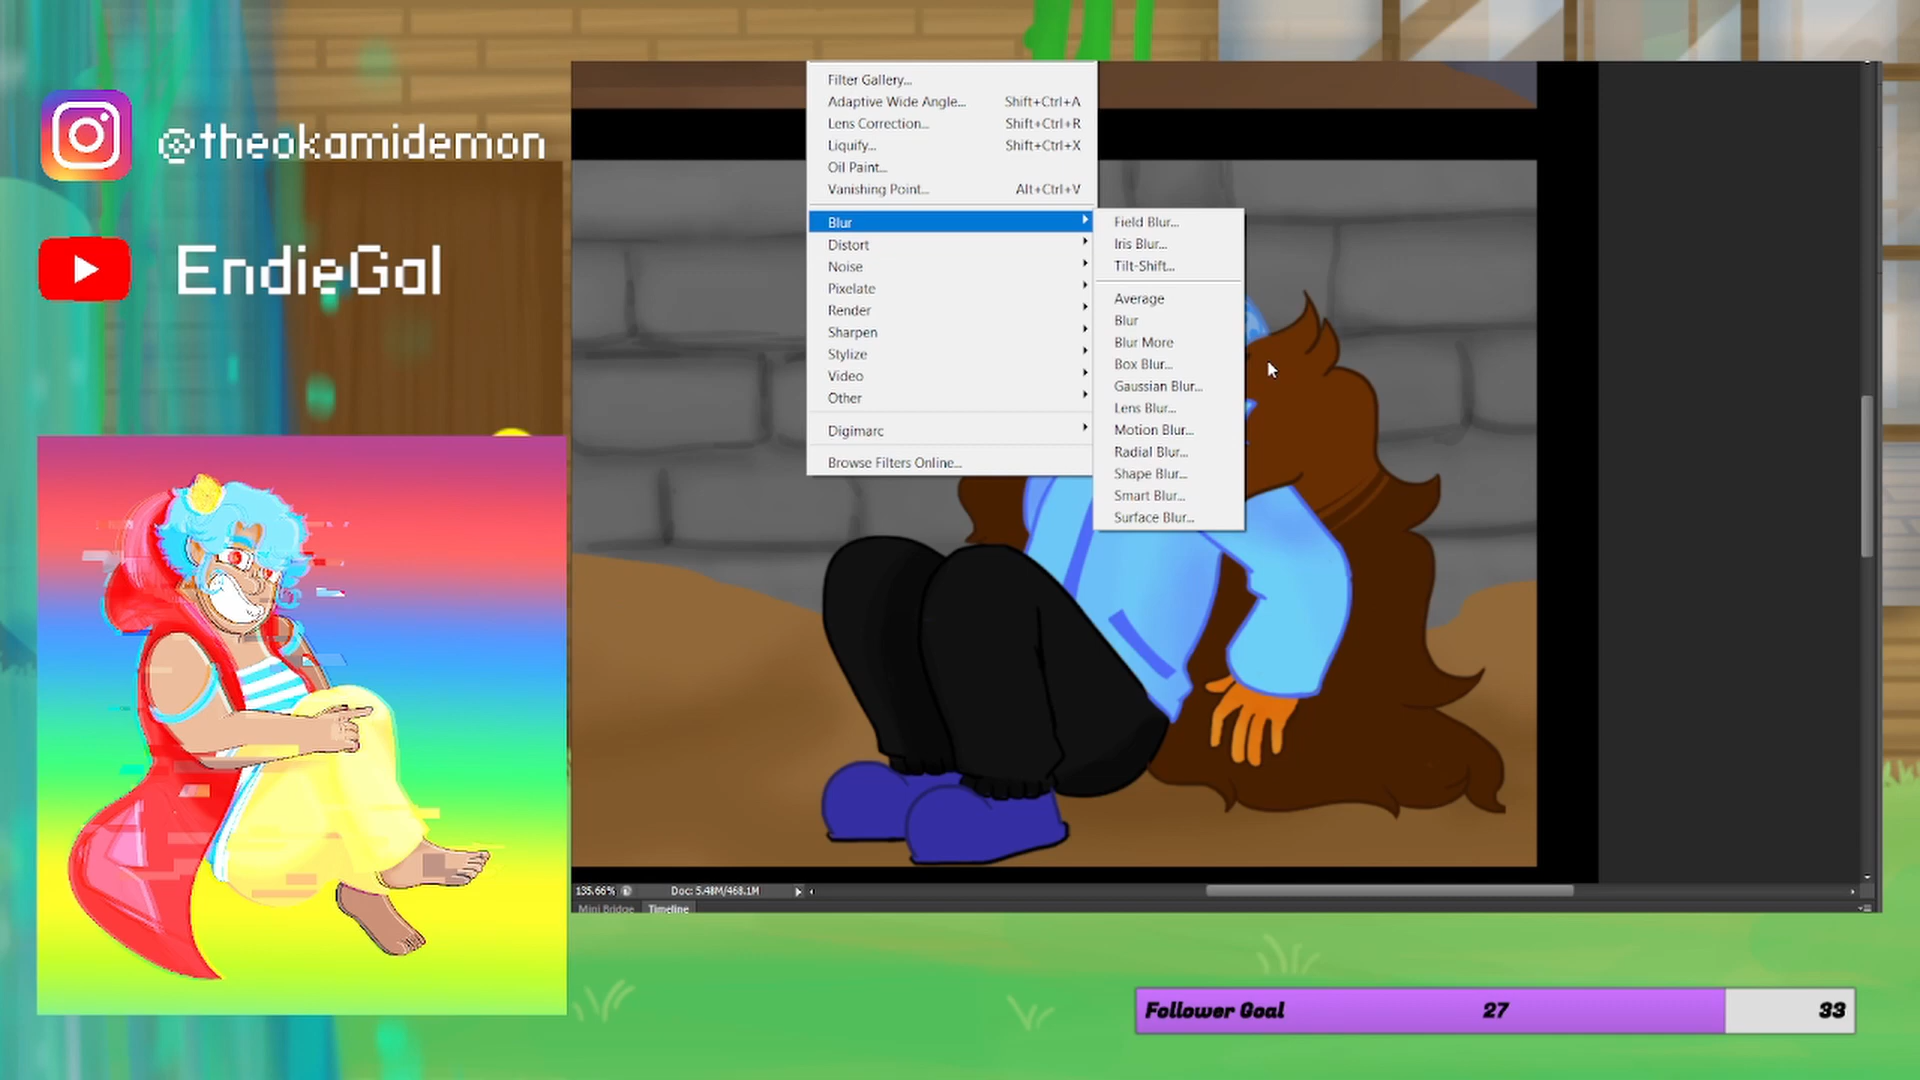 @theokamidemon
EndieGal
Filter Gallery...
Adaptive Wide Angle... Shift+Ctrl+A
Lens Correction... Shift+Ctrl+R
Liquify... Shift+Ctrl+X
Oil Paint...
Vanishing Point... Alt+Ctrl+V
Blur
Distort
Noise
Pixelate
Render
Sharpen
Stylize
Video
Other
Digimarc
Browse Filters Online...
Field Blur...
Iris Blur...
Tilt-Shift...
Average
Blur
Blur More
Box Blur...
Gaussian Blur...
Lens Blur...
Motion Blur...
Radial Blur...
Shape Blur...
Smart Blur...
Surface Blur...
135.66% Doc: 5.48M/468.1M
Mini Bridge Timeline
Follower Goal 27 33